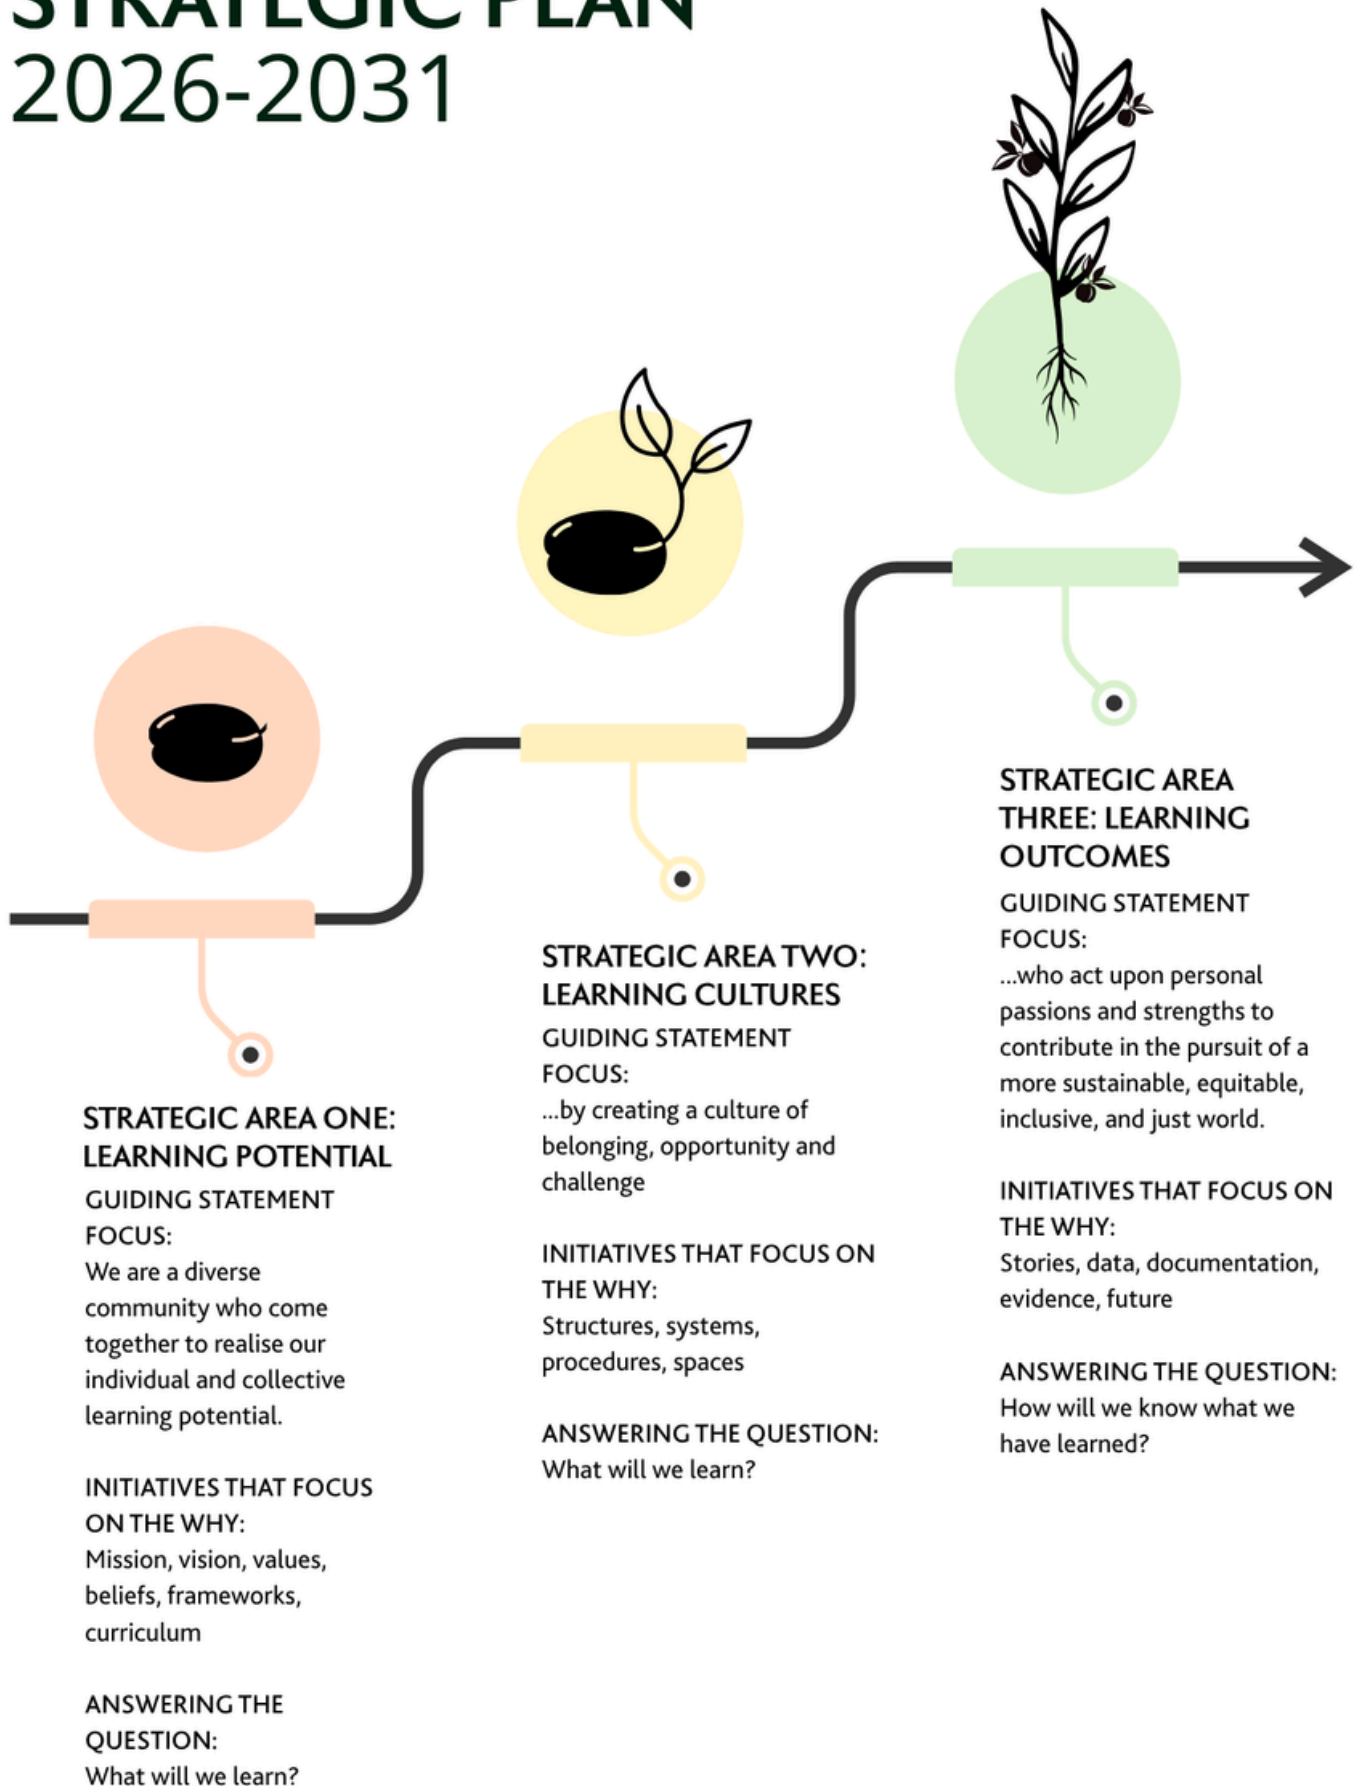 STRATEGIC PLAN
2026-2031
STRATEGIC AREA ONE:
LEARNING POTENTIAL
GUIDING STATEMENT
FOCUS:
We are a diverse
community who come
together to realise our
individual and collective
learning potential.
INITIATIVES THAT FOCUS
ON THE WHY:
Mission, vision, values,
beliefs, frameworks,
curriculum
ANSWERING THE
QUESTION:
What will we learn?
STRATEGIC AREA TWO:
LEARNING CULTURES
GUIDING STATEMENT
FOCUS:
...by creating a culture of
belonging, opportunity and
challenge
INITIATIVES THAT FOCUS ON
THE WHY:
Structures, systems,
procedures, spaces
ANSWERING THE QUESTION:
What will we learn?
STRATEGIC AREA
THREE: LEARNING
OUTCOMES
GUIDING STATEMENT
FOCUS:
...who act upon personal
passions and strengths to
contribute in the pursuit of a
more sustainable, equitable,
inclusive, and just world.
INITIATIVES THAT FOCUS ON
THE WHY:
Stories, data, documentation,
evidence, future
ANSWERING THE QUESTION:
How will we know what we
have learned?